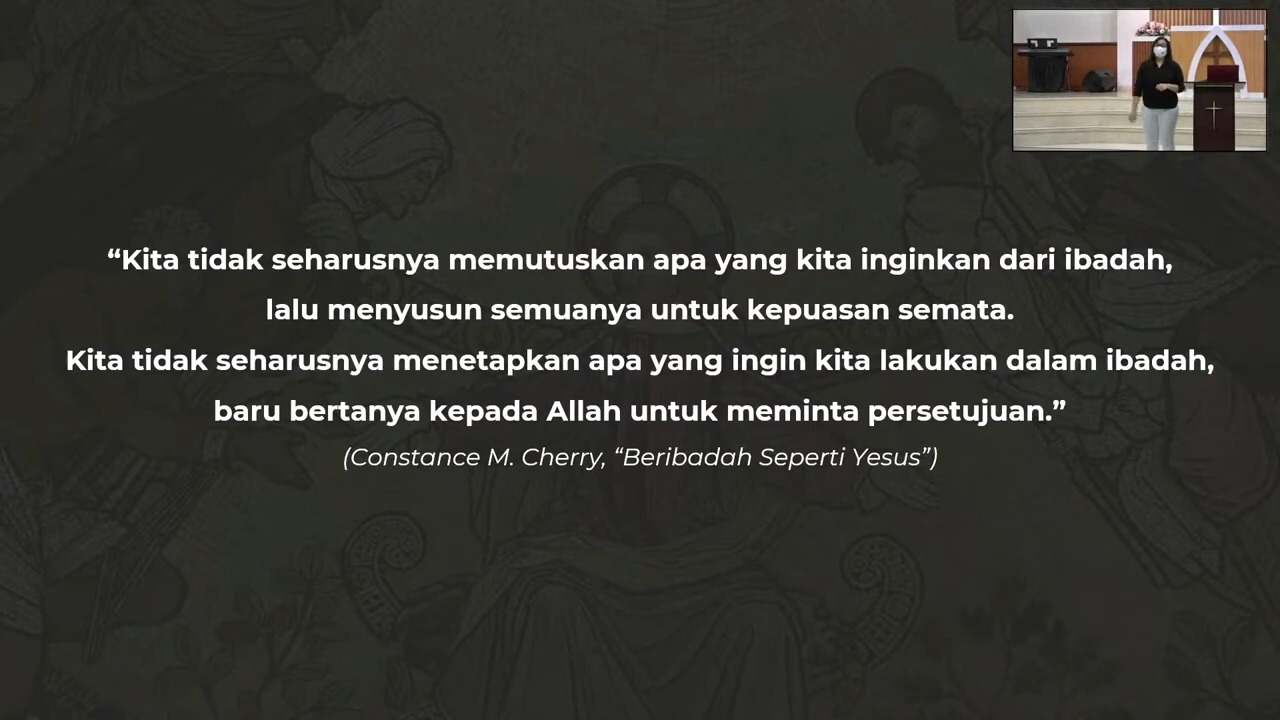 “Kita tidak seharusnya memutuskan apa yang kita inginkan dari ibadah,
lalu menyusun semuanya untuk kepuasan semata.
Kita tidak seharusnya menetapkan apa yang ingin kita lakukan dalam ibadah,
baru bertanya kepada Allah untuk meminta persetujuan.”
(Constance M. Cherry, “Beribadah Seperti Yesus”)